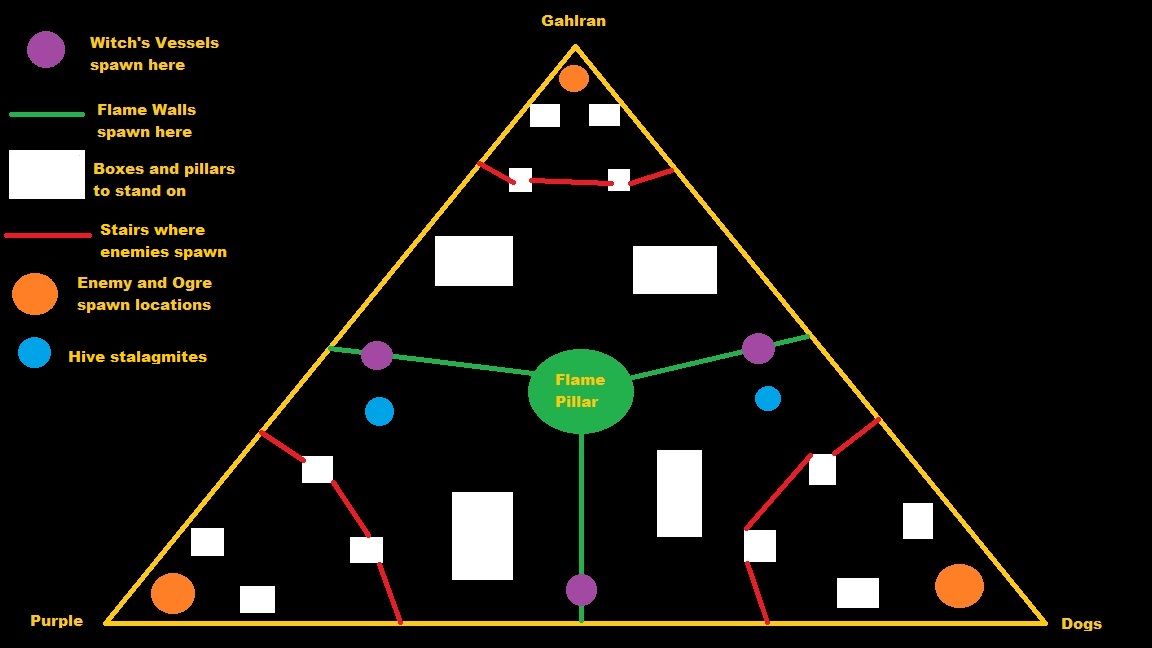 Gahlran
Witch's Vessels
spawn here
Flame Walls
spawn here
Boxes and pillars
to stand on
Stairs where
enemies spawn
Enemy and Ogre
spawn locations
Hive stalagmites
Flame
Pillar
Purple
Dogs